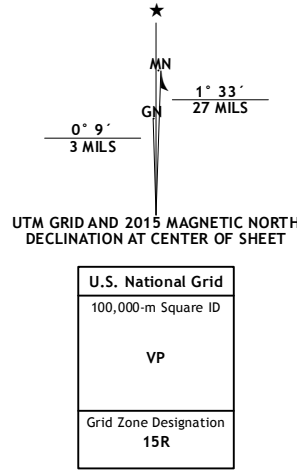 ★
MN
GN
1° 33´
27 MILS
0° 9´
3 MILS
UTM GRID AND 2015 MAGNETIC NORTH
DECLINATION AT CENTER OF SHEET
U.S. National Grid
100,000-m Square ID
VP
Grid Zone Designation
15R